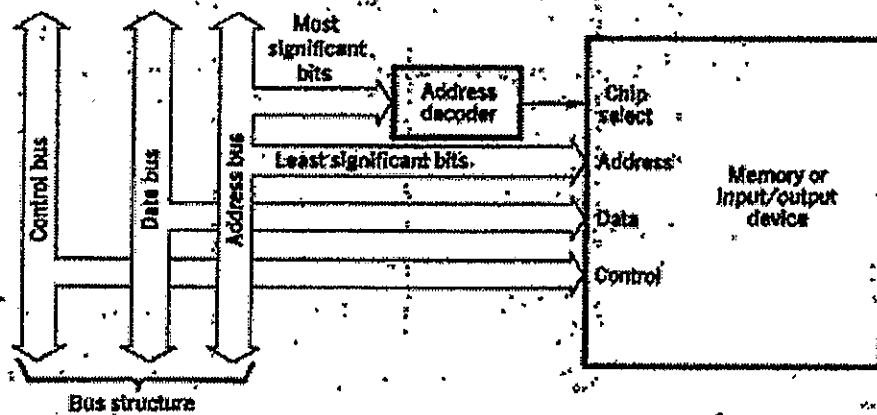 Most
significant
bits
Address
decoder
Chip
select
Least significant bits
Address
Memory or
input/output
device
Data
Control
Control bus
Data bus
Address bus
Bus structure